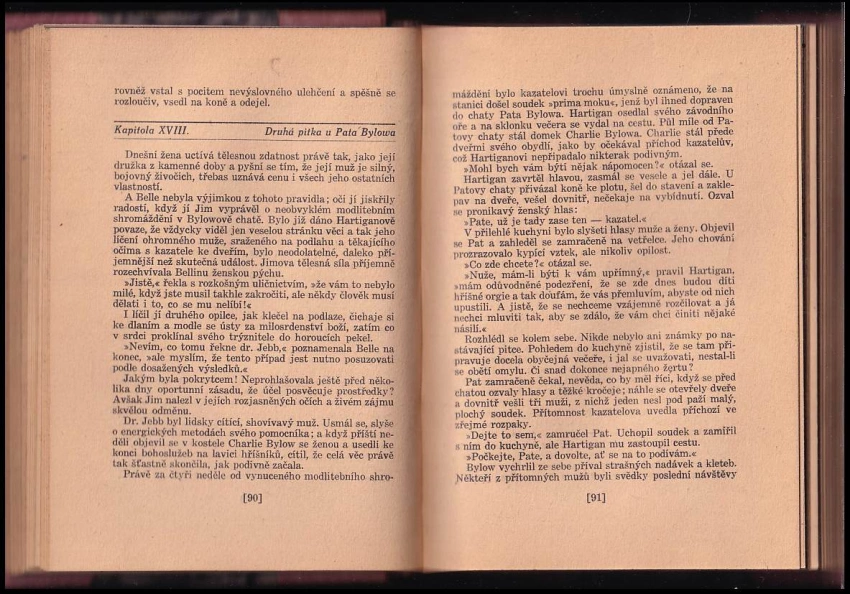 rovněž vstal s pocitem nevýslovného ulehčení a spěšně se
rozloučiv, vsedl na koně a odejel.
Kapitola XVIII. Druhá pitka u Pata Bylowa
Dnešní žena uctívá tělesnou zdatnost právě tak, jako její
družka z kamenné doby a pyšní se tím, že její muž je silný,
bojovný živočich, třebas uznává cenu i všech jeho ostatních
vlastností.
A Belle nebyla výjimkou z tohoto pravidla; oči jí jiskřily
radostí, když jí Jim vyprávěl o neobvyklém modlitebním
shromáždění v Bylowově chatě. Bylo již dáno Hartiganově
povaze, že vždycky viděl jen veselou stránku věci a tak jeho
líčení ohromného muže, sraženého na podlahu a těkajícího
očima s kazatele ke dveřím, bylo neodolatelné, daleko pří-
jemnější než skutečná událost. Jimova tělesná síla příjemně
rozechvívala Bellinu ženskou pýchu.
»Jistě,« řekla s rozkošným uličnictvím, »že vám to nebylo
milé, když jste musil takhle zakročiti, ale někdy člověk musí
dělati i to, co se mu nelíbí!«
I líčil jí druhého opilce, jak klečel na podlaze, čichaje si
ke dlaním a modle se ústy za milosrdenství boží, zatím co
v srdci proklínal svého trýznitele do horoucích pekel.
»Nevím, co tomu řekne dr. Jebb,« poznamenala Belle na
konec, »ale myslím, že tento případ jest nutno posuzovati
podle dosažených výsledků.«
Jakým byla pokrytcem! Neprohlašovala ještě před něko-
lika dny oportunní zásadu, že účel posvěcuje prostředky?
Avšak Jim nalezl v jejích rozjasněných očích a živém zájmu
skvělou odměnu.
Dr. Jebb byl lidsky cítící, shovívavý muž. Usmál se, slyše
o energických metodách svého pomocníka; a když příští ne-
děli objevil se v kostele Charlie Bylow se ženou a usedli ke
konci bohoslužeb na lavici hříšníků, cítil, že celá věc právě
tak šťastně skončila, jak podivně začala.
Právě za čtyři neděle od vynuceného modlitebního shro-
[90]
máždění bylo kazatelovi trochu úmyslně oznámeno, že na
stanici došel soudek »prima moku«, jenž byl ihned dopraven
do chaty Pata Bylowa. Hartigan osedlal svého závodního
oře a na sklonku večera se vydal na cestu. Půl míle od Pa-
tovy chaty stál domek Charlie Bylowa. Charlie stál přede
dveřmi svého obydlí, jako by očekával příchod kazatelův,
což Hartiganovi nepřipadalo nikterak podivným.
»Mohl bych vám býti nějak nápomocen?« otázal se.
Hartigan zavrtěl hlavou, zasmál se vesele a jel dále. U
Patovy chaty přivázal koně ke plotu, šel do stavení a zakle-
pav na dveře, vešel dovnitř, nečekaje na vybídnutí. Ozval
se pronikavý ženský hlas:
»Pate, už je tady zase ten — kazatel.«
V přilehlé kuchyni bylo slyšeti hlasy muže a ženy. Objevil
se Pat a zahleděl se zamračeně na vetřelce. Jeho chování
prozrazovalo kypící vztek, ale nikoliv opilost.
»Co zde chcete?« otázal se.
»Nuže, mám-li býti k vám upřímný,« pravil Hartigan,
»mám odůvodněné podezření, že se zde dnes budou díti
hříšné orgie a tak doufám, že vás přemluvím, abyste od nich
upustili. A jistě, že se nechceme vzájemně rozčilovat a já
nechci mluviti tak, aby se zdálo, že vám chci činiti nějaké
násilí.«
Rozhlédl se kolem sebe. Nikde nebylo ani známky po na-
stávající pitce. Pohledem do kuchyně zjistil, že se tam při-
pravuje docela obyčejná večeře, i jal se uvažovati, nestal-li
se obětí omylu. Či snad dokonce nejapného žertu?
Pat zamračeně čekal, nevěda, co by měl říci, když se před
chatou ozvaly hlasy a těžké kročeje; náhle se otevřely dveře
a dovnitř vešli tři muži, z nichž jeden nesl pod paží malý,
plochý soudek. Přítomnost kazatelova uvedla příchozí ve
zřejmé rozpaky.
»Dejte to sem,« zamručel Pat. Uchopil soudek a zamířil
s ním do kuchyně, ale Hartigan mu zastoupil cestu.
»Počkejte, Pate, a dovolte, ať se na to podívám.«
Bylow vychrlil ze sebe příval strašných nadávek a kleteb.
Někteří z přítomných mužů byli svědky poslední návštěvy
[91]